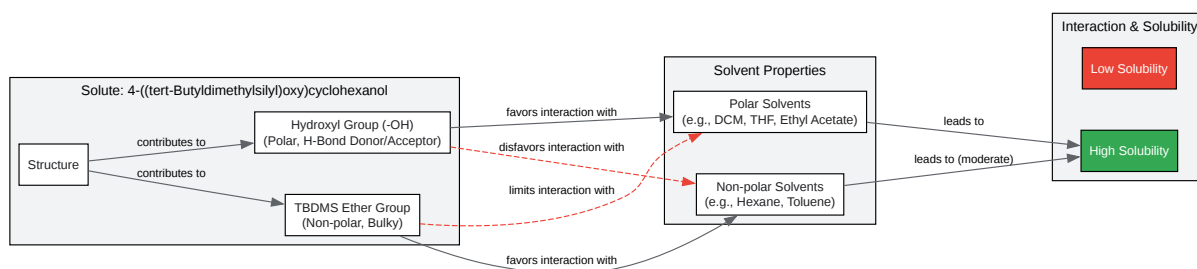 Solute: 4-((tert-Butyldimethylsilyl)oxy)cyclohexanol
Structure
contributes to
contributes to
Hydroxyl Group (-OH)
(Polar, H-Bond Donor/Acceptor)
TBDMS Ether Group
(Non-polar, Bulky)
favors interaction with
disfavors interaction with
limits interaction with
favors interaction with
Solvent Properties
Polar Solvents
(e.g., DCM, THF, Ethyl Acetate)
Non-polar Solvents
(e.g., Hexane, Toluene)
leads to
leads to (moderate)
Interaction & Solubility
Low Solubility
High Solubility